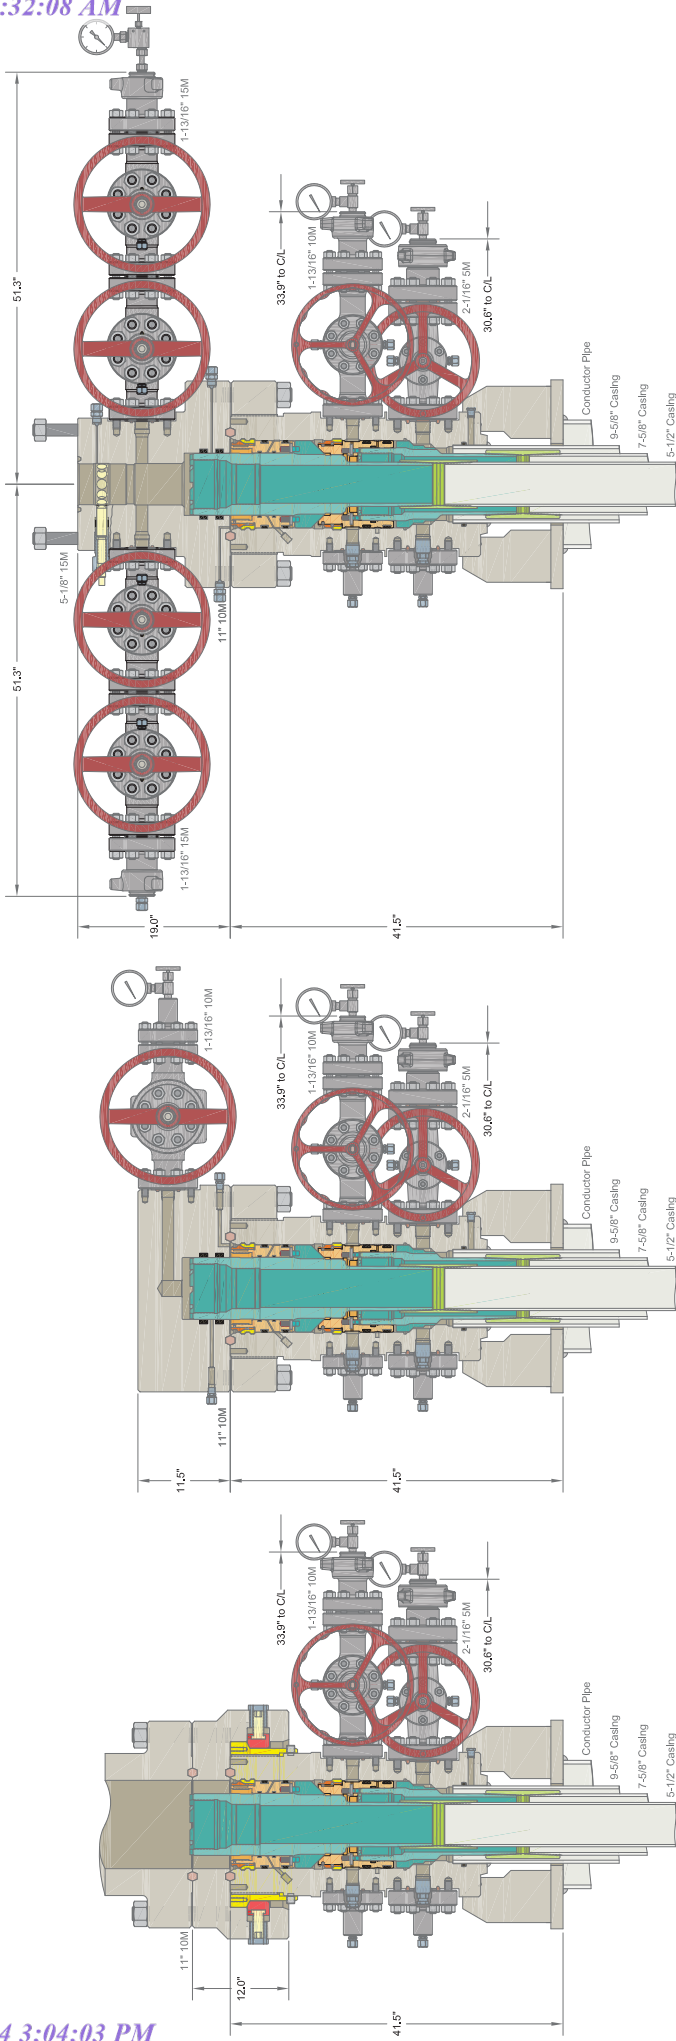 :32:08 AM
1-13/16" 15M
51.3"
33.9" to C/L
1-13/16" 10M
2-1/16" 5M
30.6" to C/L
Conductor Pipe
9-5/8" Casing
7-5/8" Casing
5-1/2" Casing
5-1/8" 15M
11" 10M
51.3"
1-13/16" 15M
19.0"
41.5"
1-13/16" 10M
33.9" to C/L
1-13/16" 10M
2-1/16" 5M
30.6" to C/L
Conductor Pipe
9-5/8" Casing
7-5/8" Casing
5-1/2" Casing
11" 10M
11.5"
41.5"
33.9" to C/L
1-13/16" 10M
2-1/16" 5M
30.6" to C/L
Conductor Pipe
9-5/8" Casing
7-5/8" Casing
5-1/2" Casing
11" 10M
12.0"
41.5"
4 3:04:03 PM